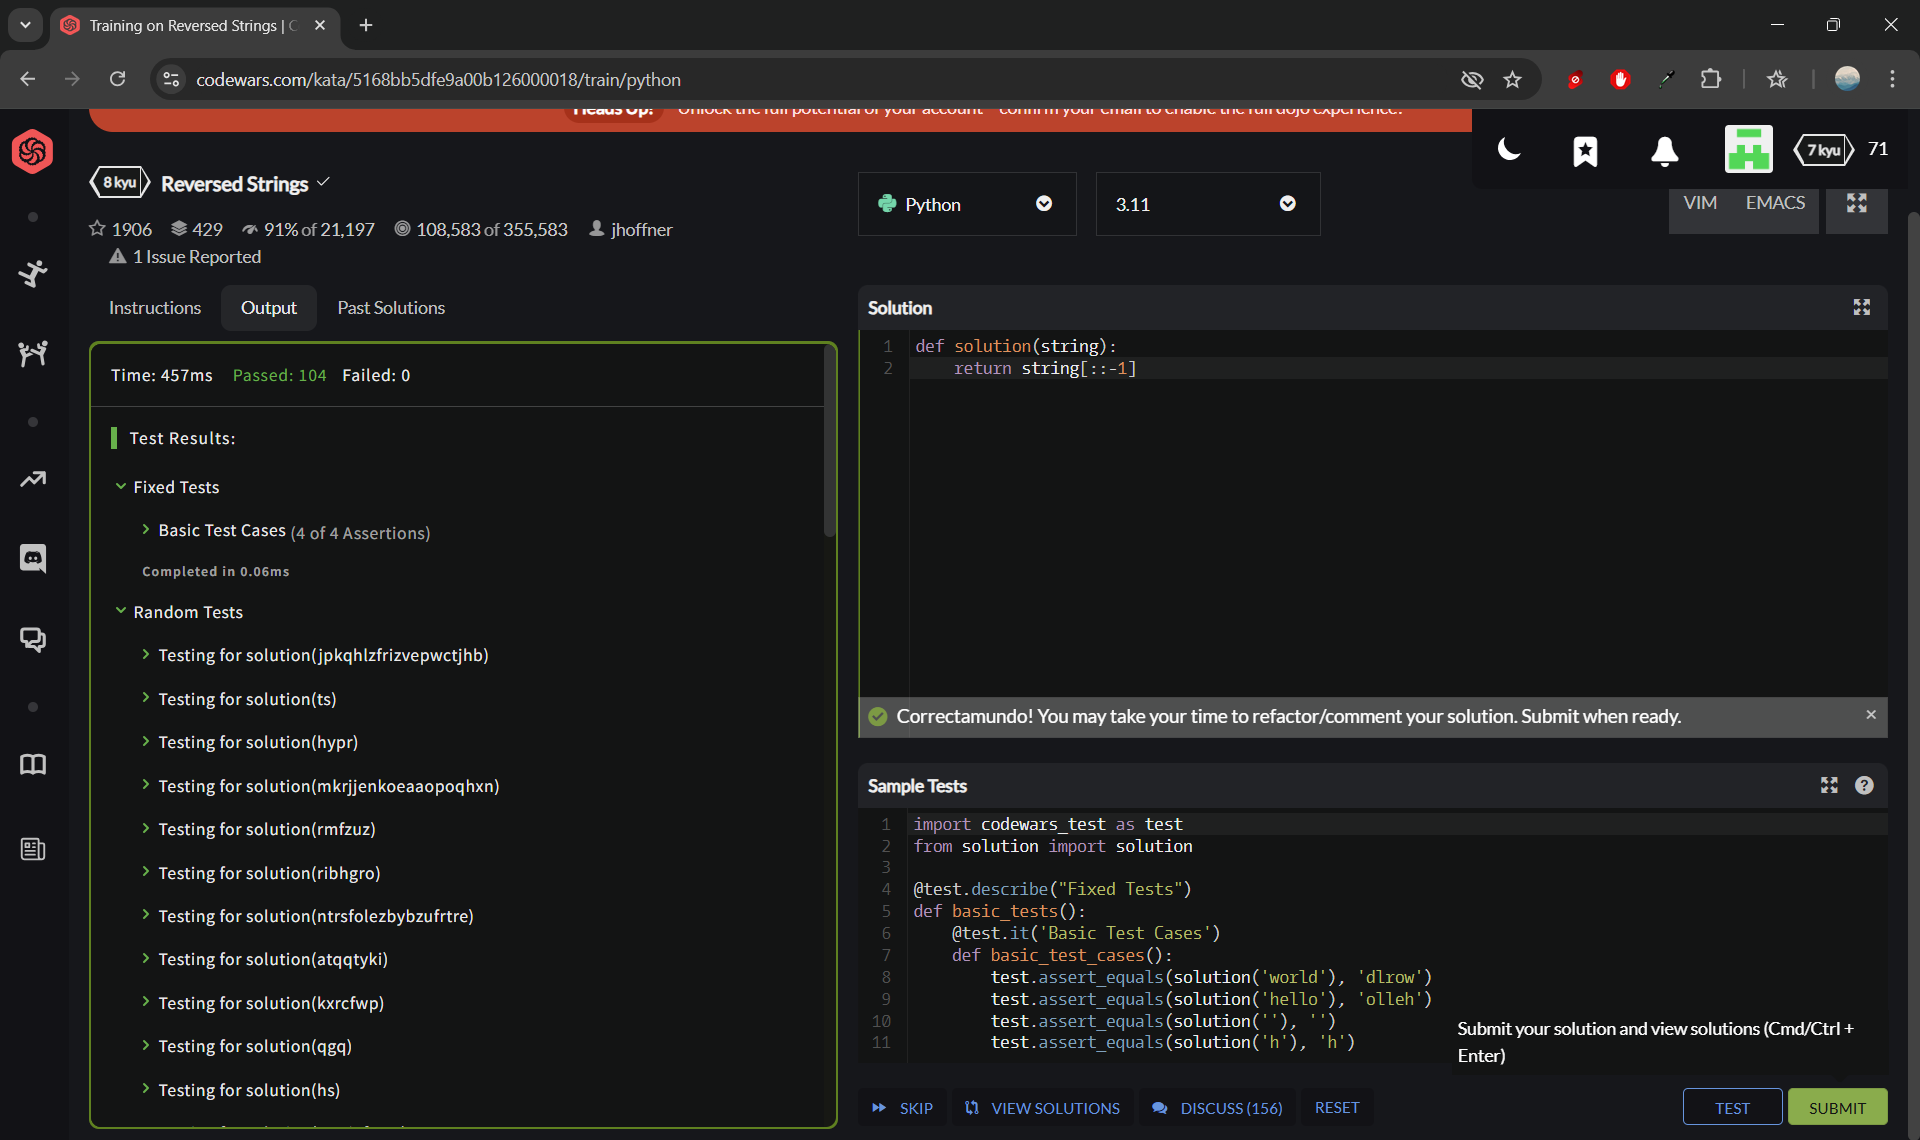 Training on Reversed Strings | C
codewars.com/kata/5168bb5dfe9a00b126000018/train/python
Heads Up! Unlock the full potential of your account - confirm your email to enable the full dojo experience.
8 kyu Reversed Strings
7 kyu 71
1906 429 91% of 21,197 108,583 of 355,583 jhoffner
1 Issue Reported
Python 3.11 VIM EMACS
Instructions Output Past Solutions
Time: 457ms Passed: 104 Failed: 0
Test Results:
Fixed Tests
Basic Test Cases (4 of 4 Assertions)
Completed in 0.06ms
Random Tests
Testing for solution(jpkqhlzfrizvepwctjhb)
Testing for solution(ts)
Testing for solution(hypr)
Testing for solution(mkrjjenkoeaaopoqhxn)
Testing for solution(rmfzuz)
Testing for solution(ribhgro)
Testing for solution(ntrsfolezbybzufrtre)
Testing for solution(atqqtyki)
Testing for solution(kxrcfwp)
Testing for solution(qgq)
Testing for solution(hs)
Solution
1 def solution(string):
2     return string[::-1]
Correctamundo! You may take your time to refactor/comment your solution. Submit when ready.
Sample Tests
1 import codewars_test as test
2 from solution import solution
3
4 @test.describe("Fixed Tests")
5 def basic_tests():
6     @test.it('Basic Test Cases')
7     def basic_test_cases():
8         test.assert_equals(solution('world'), 'dlrow')
9         test.assert_equals(solution('hello'), 'olleh')
10         test.assert_equals(solution(''), '')
11         test.assert_equals(solution('h'), 'h')
Submit your solution and view solutions (Cmd/Ctrl +
Enter)
SKIP VIEW SOLUTIONS DISCUSS (156) RESET TEST SUBMIT